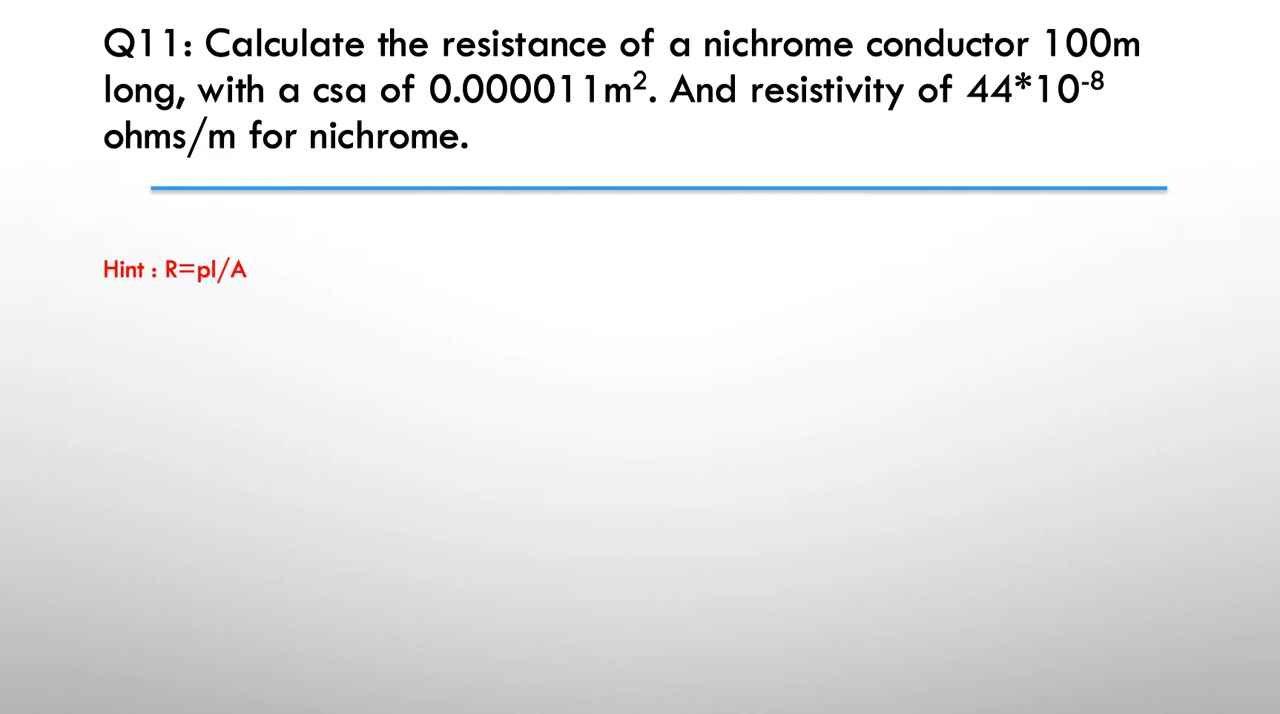 Q11: Calculate the resistance of a nichrome conductor 100m
long, with a csa of 0.000011m². And resistivity of 44*10⁻⁸
ohms/m for nichrome.
Hint : R=pl/A